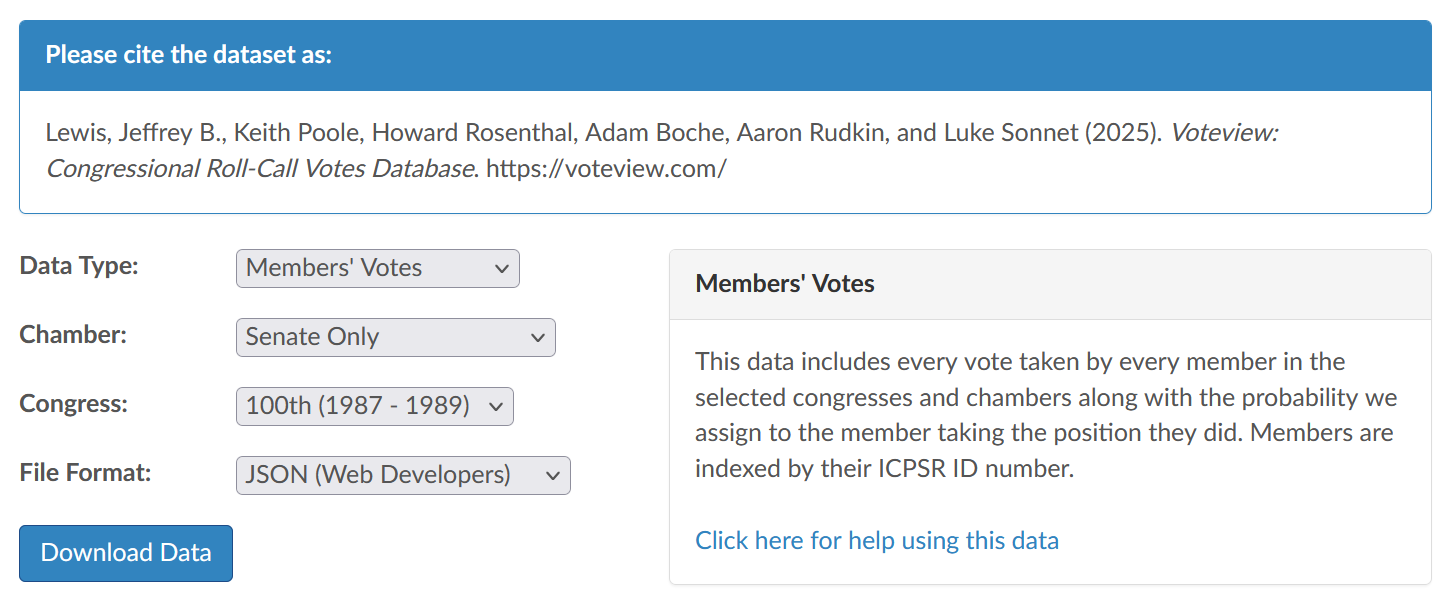 Please cite the dataset as:
Lewis, Jeffrey B., Keith Poole, Howard Rosenthal, Adam Boche, Aaron Rudkin, and Luke Sonnet (2025). Voteview:
Congressional Roll-Call Votes Database. https://voteview.com/
Data Type:
Members' Votes
Chamber:
Senate Only
Congress:
100th (1987 - 1989)
File Format:
JSON (Web Developers)
Download Data
Members' Votes
This data includes every vote taken by every member in the
selected congresses and chambers along with the probability we
assign to the member taking the position they did. Members are
indexed by their ICPSR ID number.
Click here for help using this data